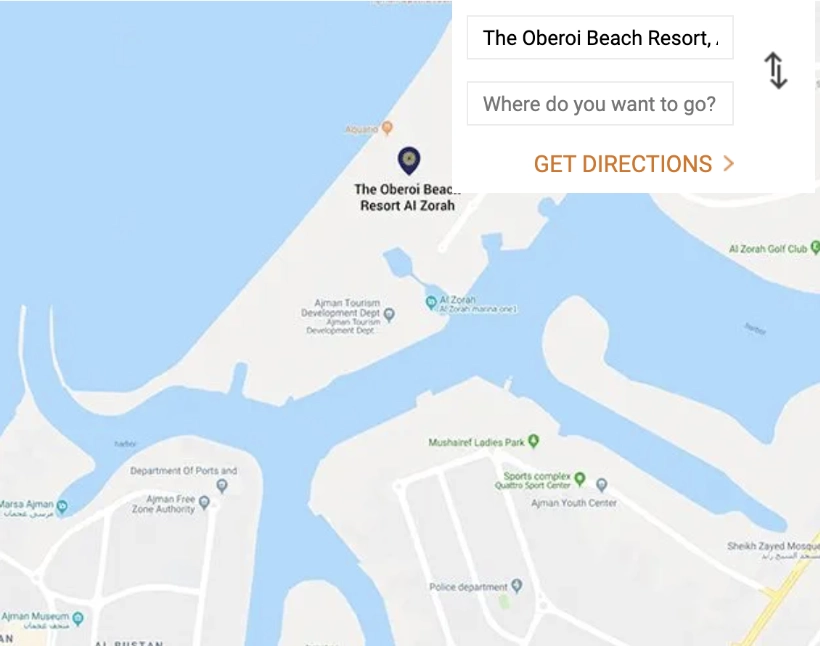 The Oberoi Beach Resort,
Where do you want to go?
GET DIRECTIONS
Aquario
The Oberoi Beac...
Resort Al Zorah
Al Zorah Golf Club
Al Zorah
(Al Zorah marina one)
Ajman Tourism
Development Dept
Ajman Tourism
Development Dept...
harbor
harbor
Mushairef Ladies Park
Department Of Ports and
Sports complex
Quattro Sport Center
Ajman Free
Zone Authority
Ajman Youth Center
Marsa Ajman
مرسى عجمان
Sheikh Zayed Mosque
مسجد الشيخ زايد
Police department
Ajman Museum
متحف عجمان
AN
AL BUSTAN